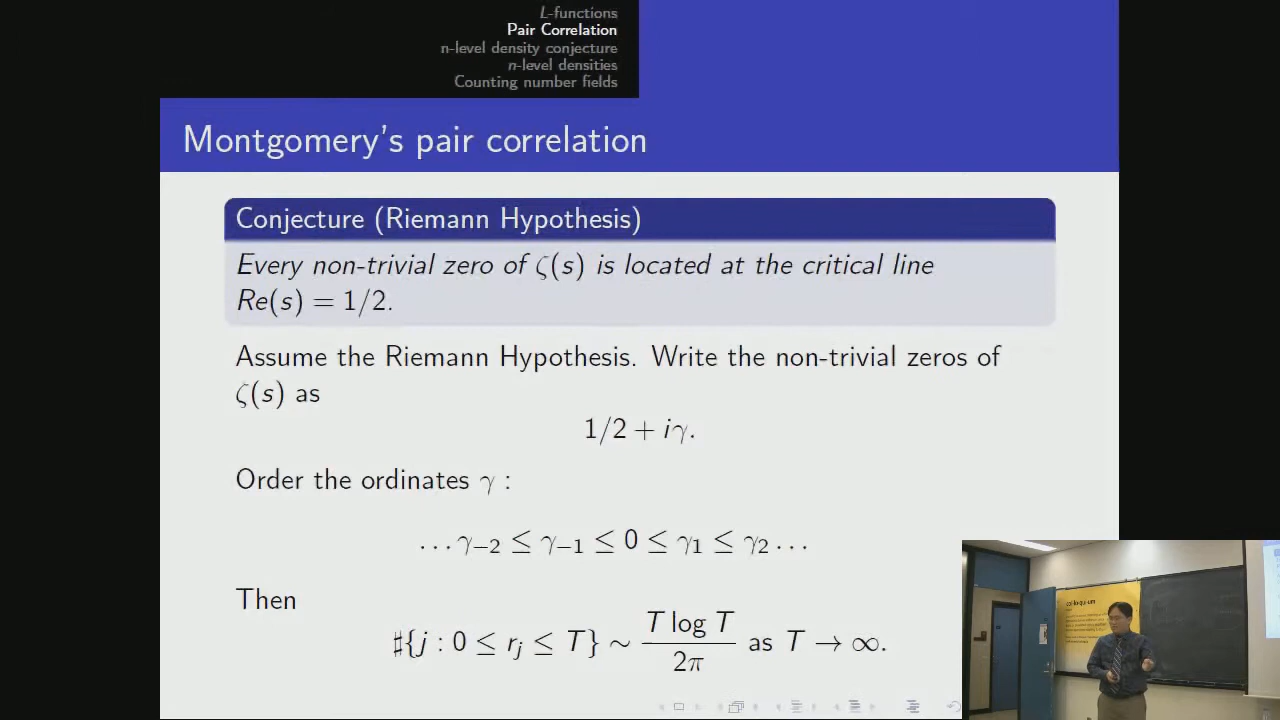 L-functions
Pair Correlation
n-level density conjecture
n-level densities
Counting number fields
Montgomery's pair correlation
Conjecture (Riemann Hypothesis)
Every non-trivial zero of ζ(s) is located at the critical line
Re(s) = 1/2.
Assume the Riemann Hypothesis. Write the non-trivial zeros of
ζ(s) as
1/2 + iγ.
Order the ordinates γ :
. . . γ₋₂ ≤ γ₋₁ ≤ 0 ≤ γ₁ ≤ γ₂ . . .
Then
♯{j : 0 ≤ rⱼ ≤ T} ∼ T log T / 2π as T → ∞.
colloquium